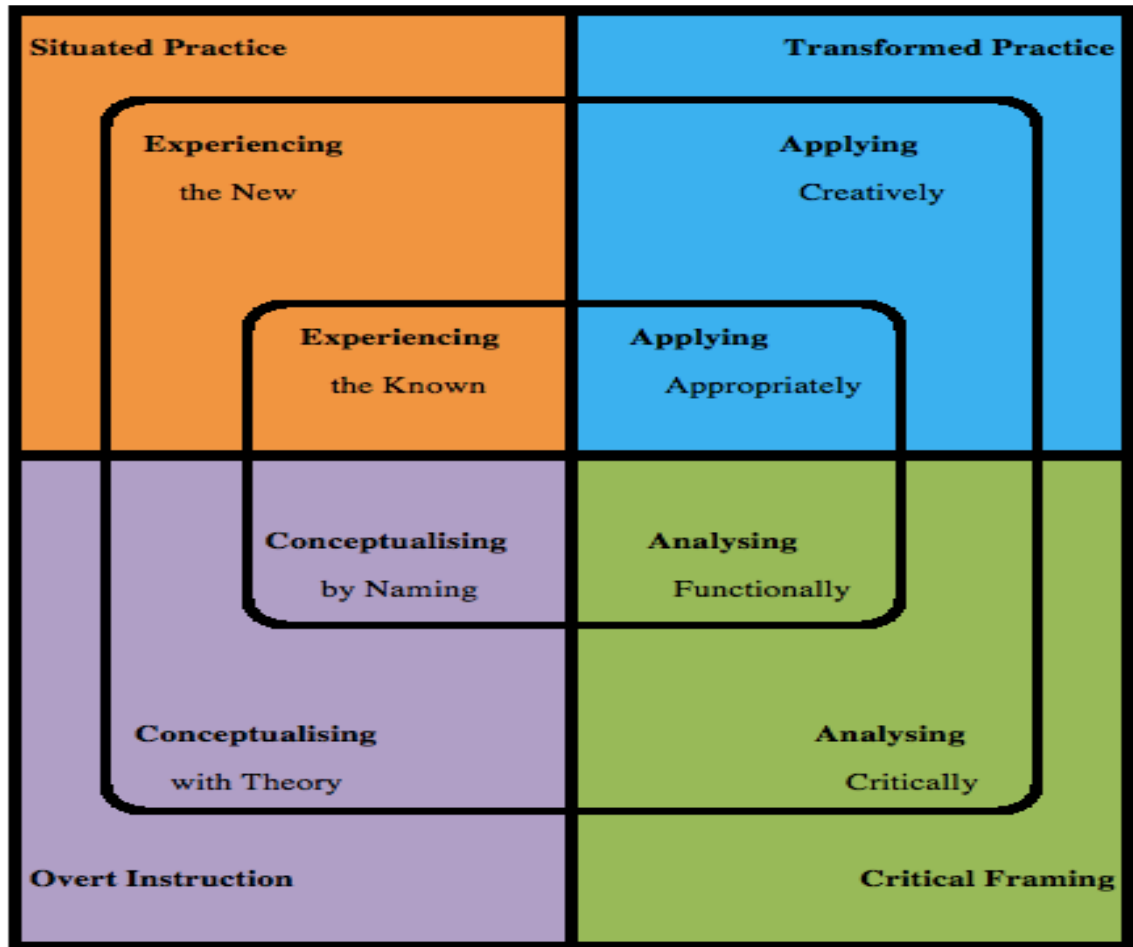 Situated Practice
Transformed Practice
Experiencing
the New
Applying
Creatively
Experiencing
the Known
Applying
Appropriately
Conceptualising
by Naming
Analysing
Functionally
Conceptualising
with Theory
Analysing
Critically
Overt Instruction
Critical Framing